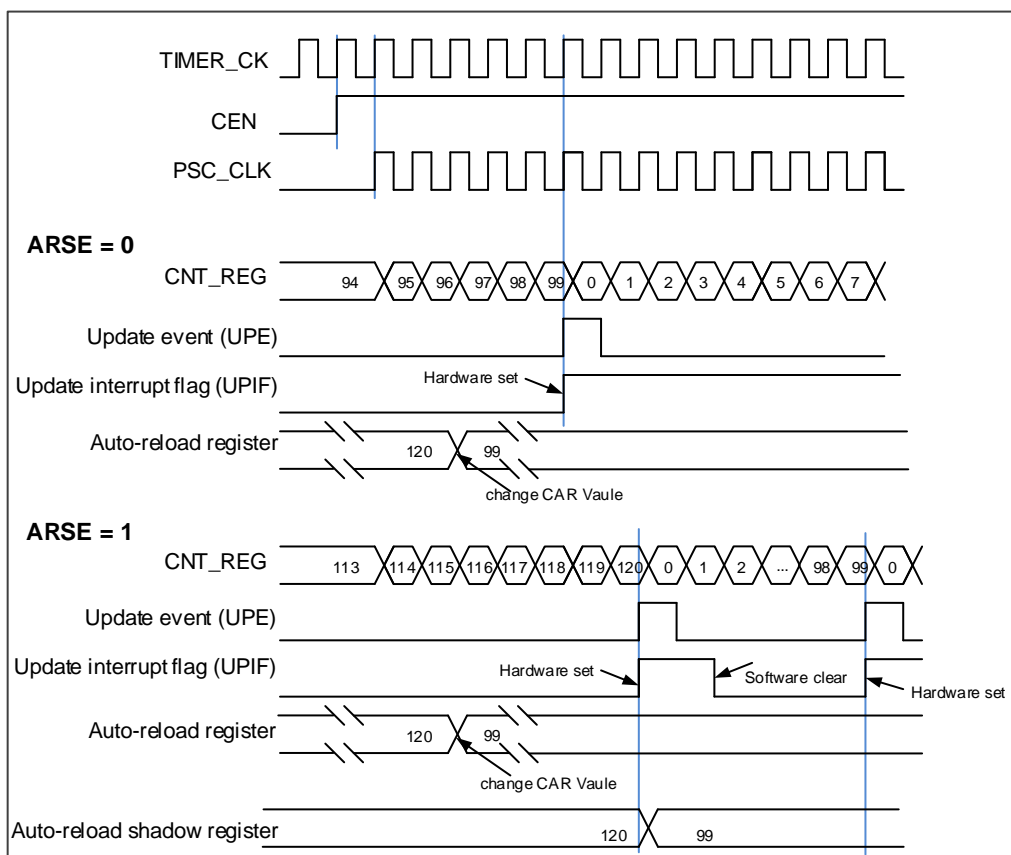 TIMER_CK
CEN
PSC_CLK
ARSE = 0
CNT_REG 94 95 96 97 98 99 0 1 2 3 4 5 6 7
Update event (UPE)
Update interrupt flag (UPIF) Hardware set
Auto-reload register 120 99
change CAR Vaule
ARSE = 1
CNT_REG 113 114 115 116 117 118 119 120 0 1 2 ... 98 99 0
Update event (UPE)
Update interrupt flag (UPIF) Hardware set Software clear Hardware set
Auto-reload register 120 99
change CAR Vaule
Auto-reload shadow register 120 99